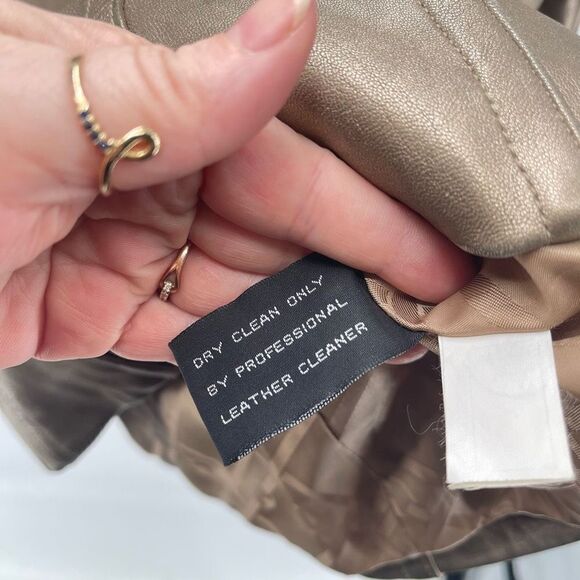 DRY CLEAN ONLY
BY PROFESSIONAL
LEATHER CLEANER